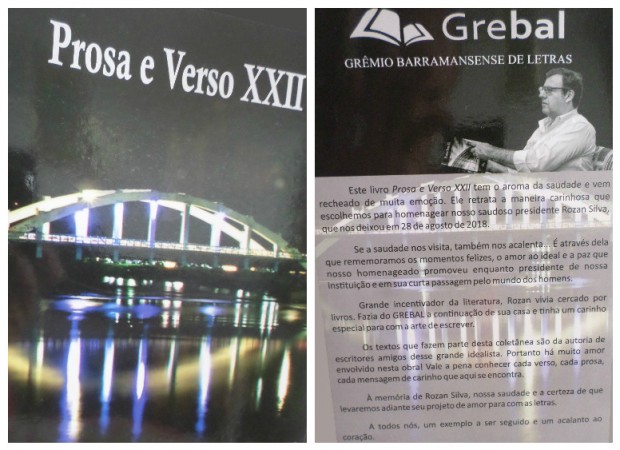 Prosa e Verso XXII
Grebal
GRÊMIO BARRAMANSENSE DE LETRAS
Este livro Prosa e Verso XXII tem o aroma da saudade e vem
recheado de muita emoção. Ele retrata a maneira carinhosa que
escolhemos para homenagear nosso saudoso presidente Rozan Silva,
que nos deixou em 28 de agosto de 2018.
Se a saudade nos visita, também nos acalenta... É através dela
que rememoramos os momentos felizes, o amor ao ideal e a paz que
nosso homenageado promoveu enquanto presidente de nossa
Instituição e em sua curta passagem pelo mundo dos homens.
Grande incentivador da literatura, Rozan vivia cercado por
livros. Fazia do GREBAL a continuação de sua casa e tinha um carinho
especial para com a arte de escrever.
Os textos que fazem parte desta coletânea são da autoria de
escritores amigos desse grande idealista. Portanto há muito amor
envolvido nesta obra! Vale a pena conhecer cada verso, cada prosa,
cada mensagem de carinho que aqui se encontra.
À memória de Rozan Silva, nossa saudade e a certeza de que
levaremos adiante seu projeto de amor para com as letras.
A todos nós, um exemplo a ser seguido e um acalanto ao
coração.